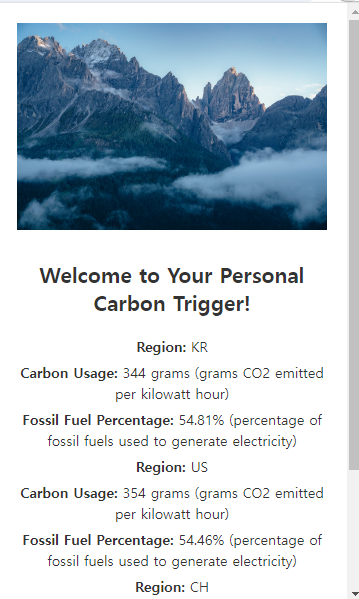 Welcome to Your Personal
Carbon Trigger!
Region: KR
Carbon Usage: 344 grams (grams CO2 emitted
per kilowatt hour)
Fossil Fuel Percentage: 54.81% (percentage of
fossil fuels used to generate electricity)
Region: US
Carbon Usage: 354 grams (grams CO2 emitted
per kilowatt hour)
Fossil Fuel Percentage: 54.46% (percentage of
fossil fuels used to generate electricity)
Region: CH